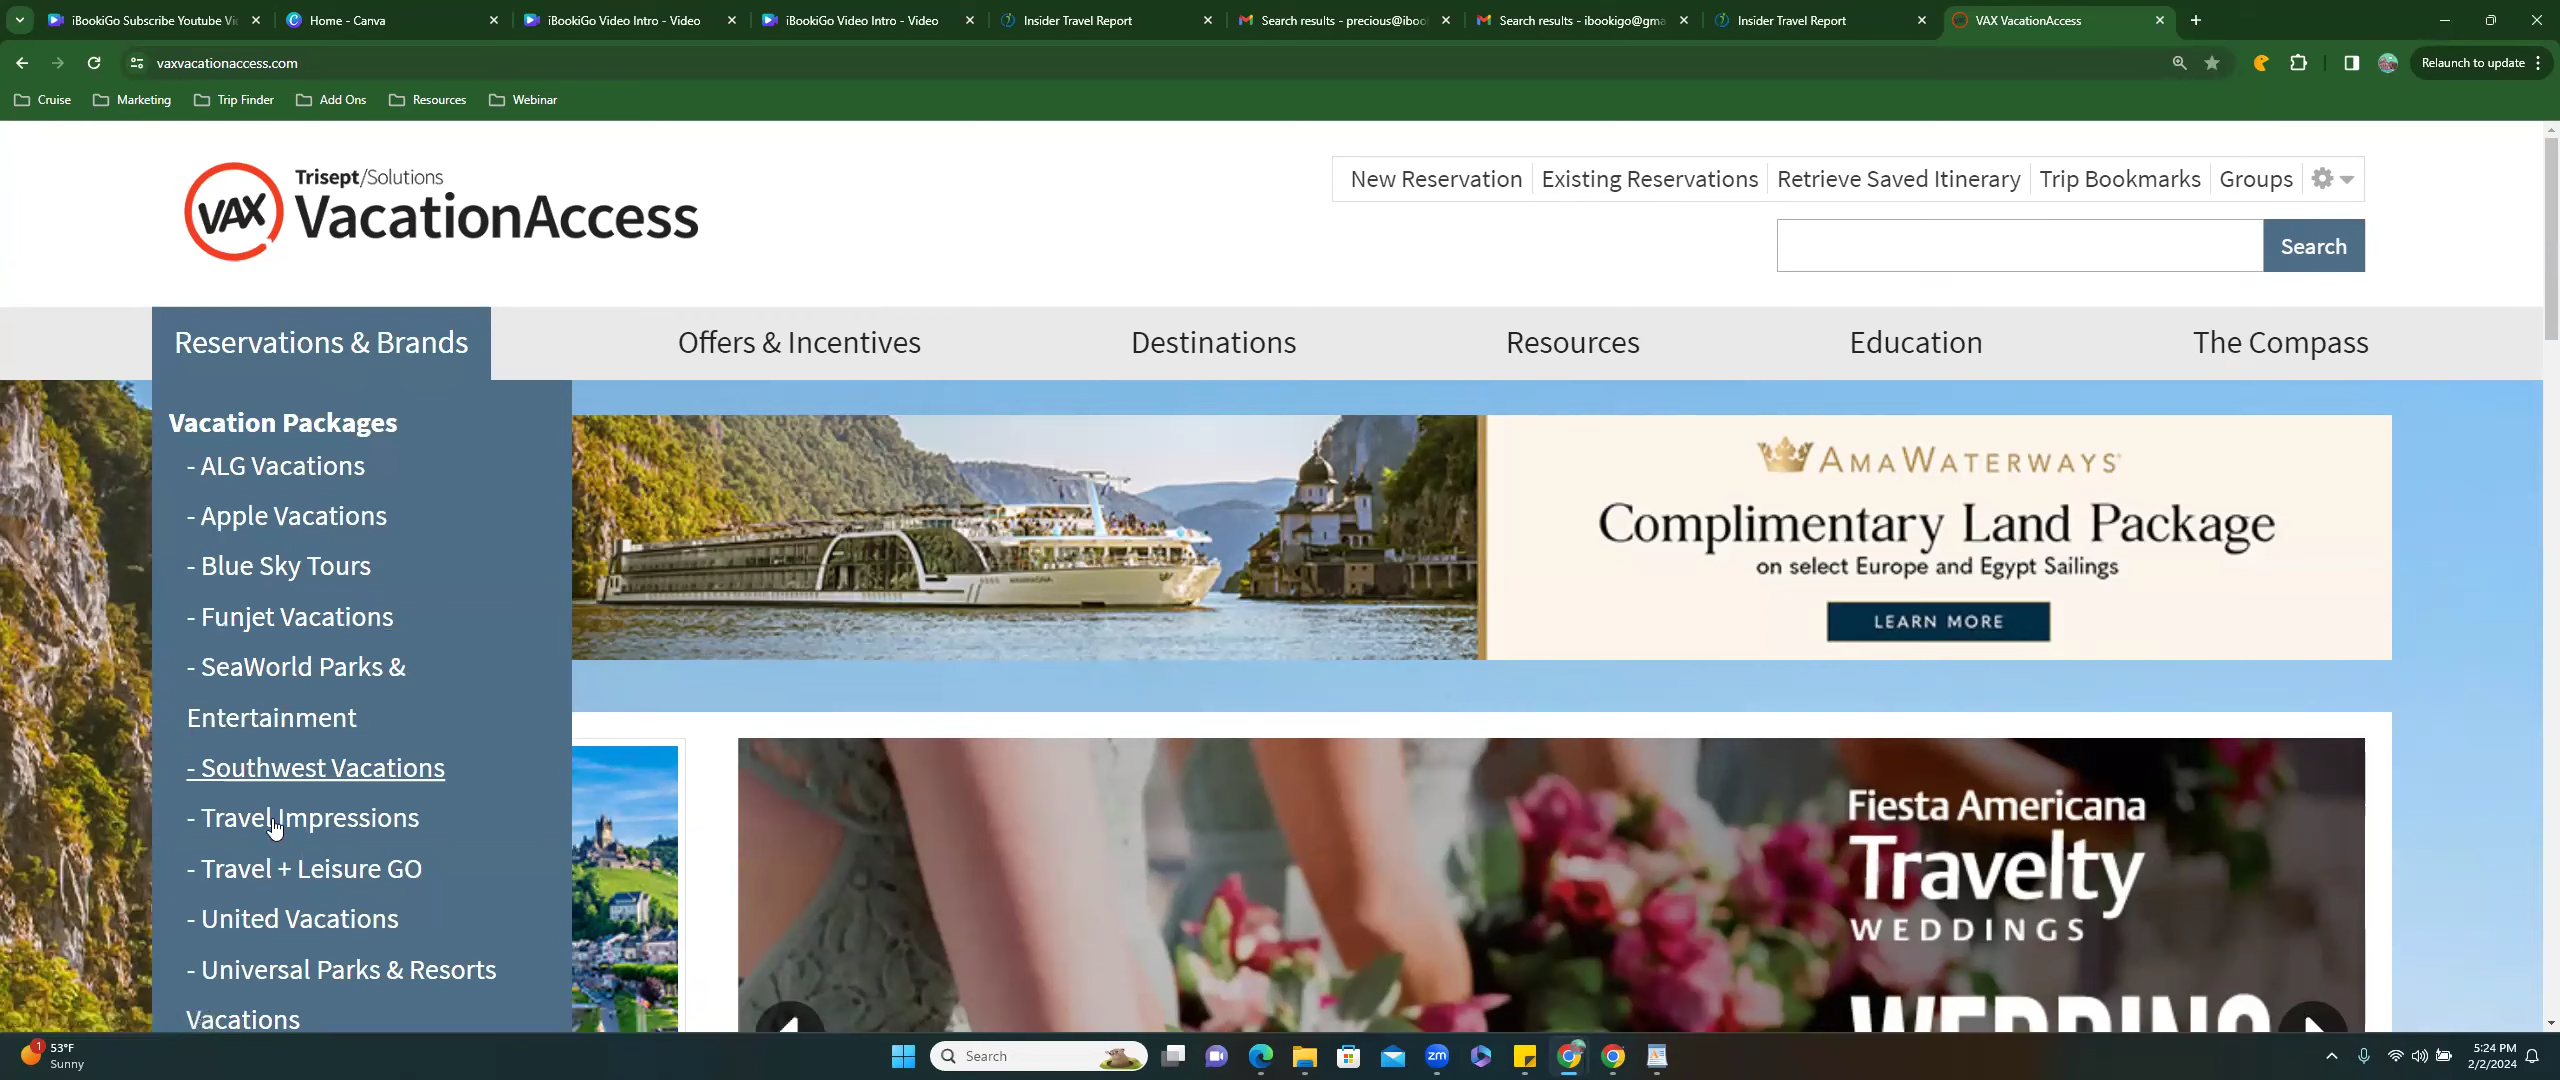 iBookiGo Subscribe Youtube Vi
Home - Canva
iBookiGo Video Intro - Video
iBookiGo Video Intro - Video
Insider Travel Report
Search results - precious@iboo
Search results - ibookigo@gma
Insider Travel Report
VAX VacationAccess
vaxvacationaccess.com
Relaunch to update
Cruise
Marketing
Trip Finder
Add Ons
Resources
Webinar
VAX
Trisept/Solutions
VacationAccess
New Reservation
Existing Reservations
Retrieve Saved Itinerary
Trip Bookmarks
Groups
Search
Reservations & Brands
Offers & Incentives
Destinations
Resources
Education
The Compass
Vacation Packages
- ALG Vacations
- Apple Vacations
- Blue Sky Tours
- Funjet Vacations
- SeaWorld Parks &
Entertainment
- Southwest Vacations
- Travel Impressions
- Travel + Leisure GO
- United Vacations
- Universal Parks & Resorts
Vacations
AMAWATERWAYS
Complimentary Land Package
on select Europe and Egypt Sailings
LEARN MORE
Fiesta Americana
Travelty
WEDDINGS
WEDDING
1
53°F
Sunny
Search
zm
5:24 PM
2/2/2024